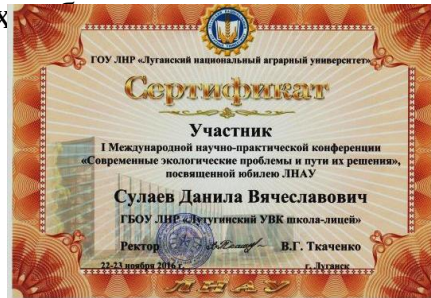 ГОУ ЛНР «Луганский национальный аграрный университет»
Сертификат
Участник
I Международной научно-практической конференции
«Современные экологические проблемы и пути их решения»,
посвященной юбилею ЛНАУ
Сулаев Данила Вячеславович
ГБОУ ЛНР «Лутугинский УВК школа-лицей»
Ректор В.Г. Ткаченко
22-23 ноября 2016 г. г. Луганск
ЛНАУ